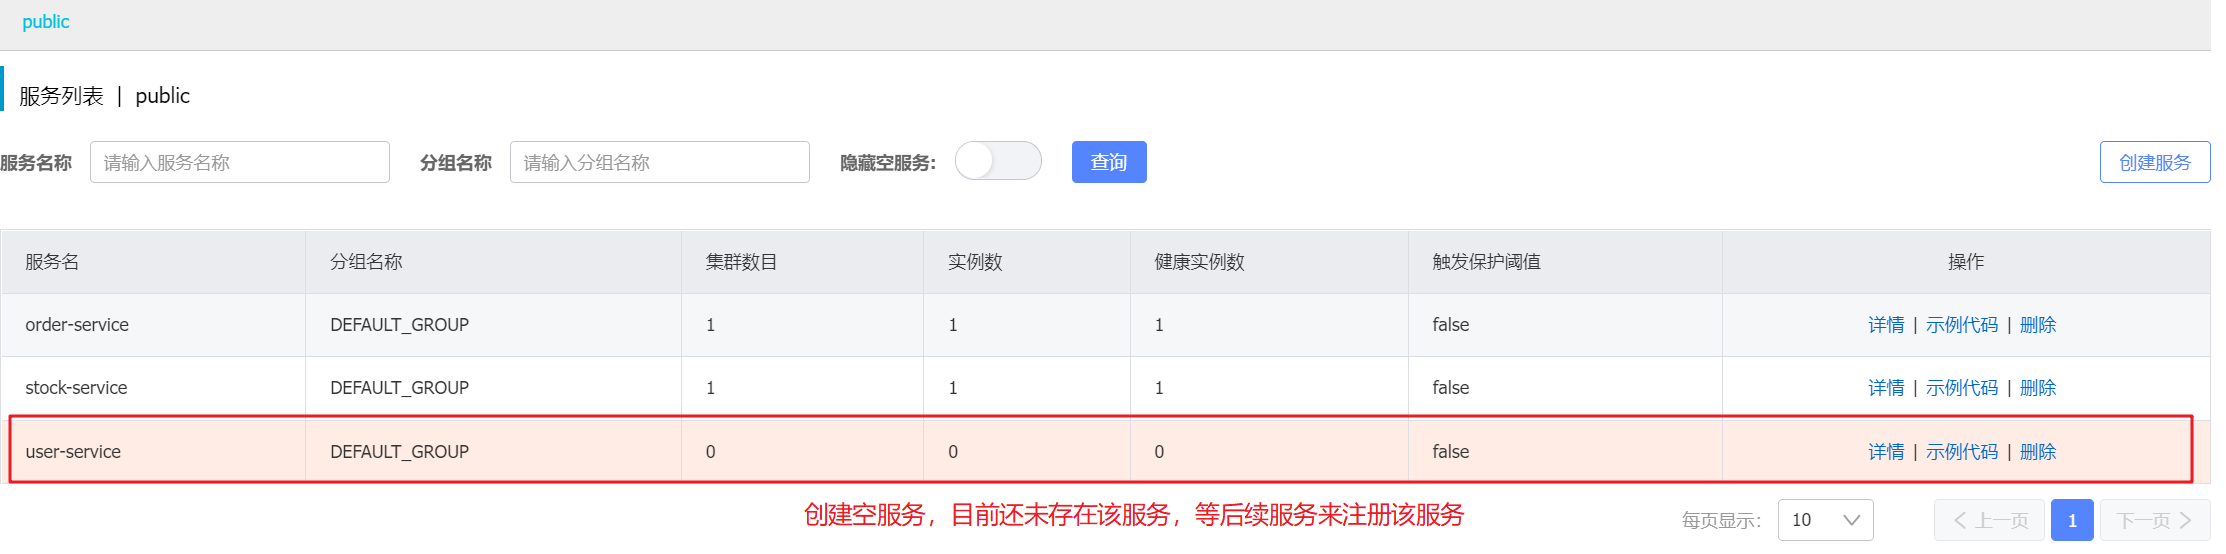 public
服务列表 | public
服务名称 请输入服务名称 分组名称 请输入分组名称 隐藏空服务: 查询 创建服务
服务名 分组名称 集群数目 实例数 健康实例数 触发保护阈值 操作
order-service DEFAULT_GROUP 1 1 1 false 详情 | 示例代码 | 删除
stock-service DEFAULT_GROUP 1 1 1 false 详情 | 示例代码 | 删除
user-service DEFAULT_GROUP 0 0 0 false 详情 | 示例代码 | 删除
创建空服务，目前还未存在该服务，等后续服务来注册该服务
每页显示: 10 上一页 1 下一页